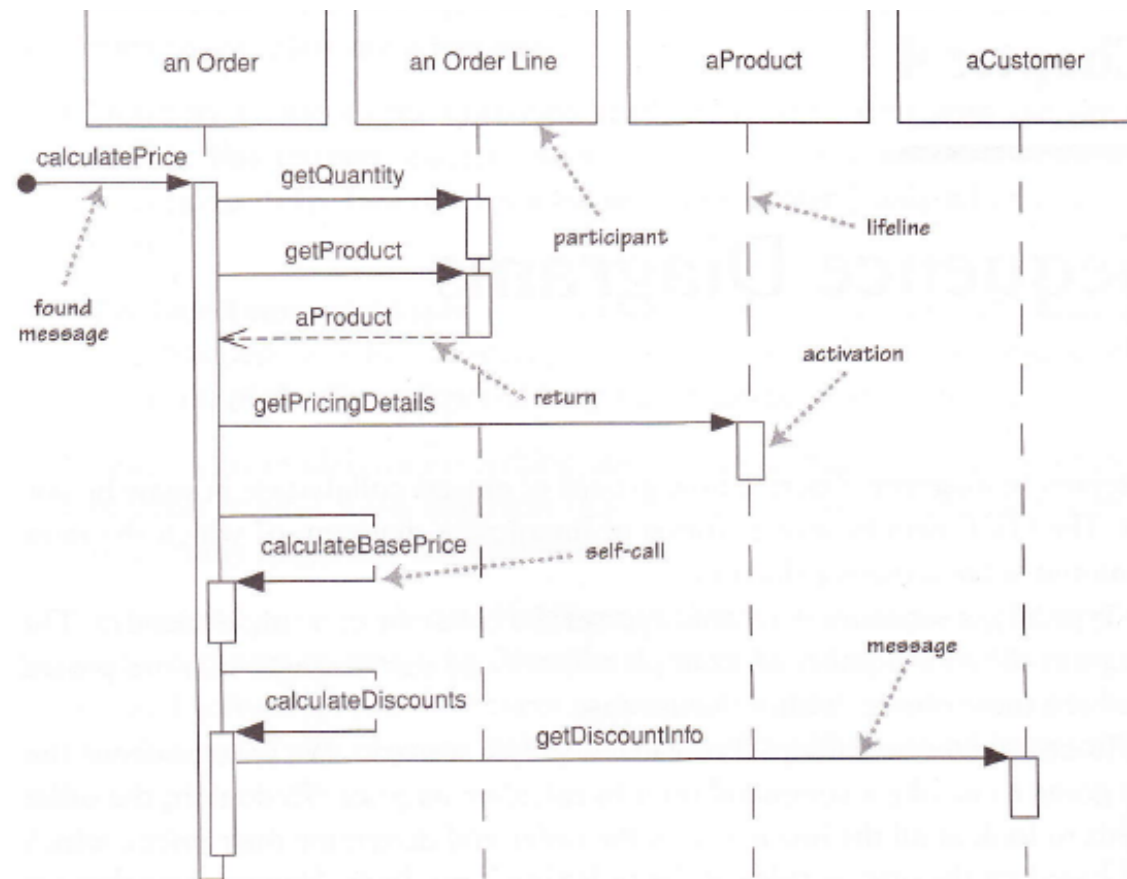 an Order
an Order Line
aProduct
aCustomer
calculatePrice
getQuantity
participant
lifeline
getProduct
found
message
aProduct
return
activation
getPricingDetails
calculateBasePrice
self-call
message
calculateDiscounts
getDiscountInfo